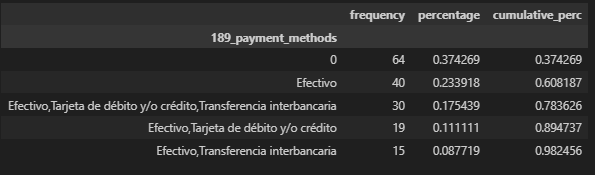 frequency percentage cumulative_perc
189_payment_methods
0 64 0.374269 0.374269
Efectivo 40 0.233918 0.608187
Efectivo,Tarjeta de débito y/o crédito,Transferencia interbancaria 30 0.175439 0.783626
Efectivo,Tarjeta de débito y/o crédito 19 0.111111 0.894737
Efectivo,Transferencia interbancaria 15 0.087719 0.982456